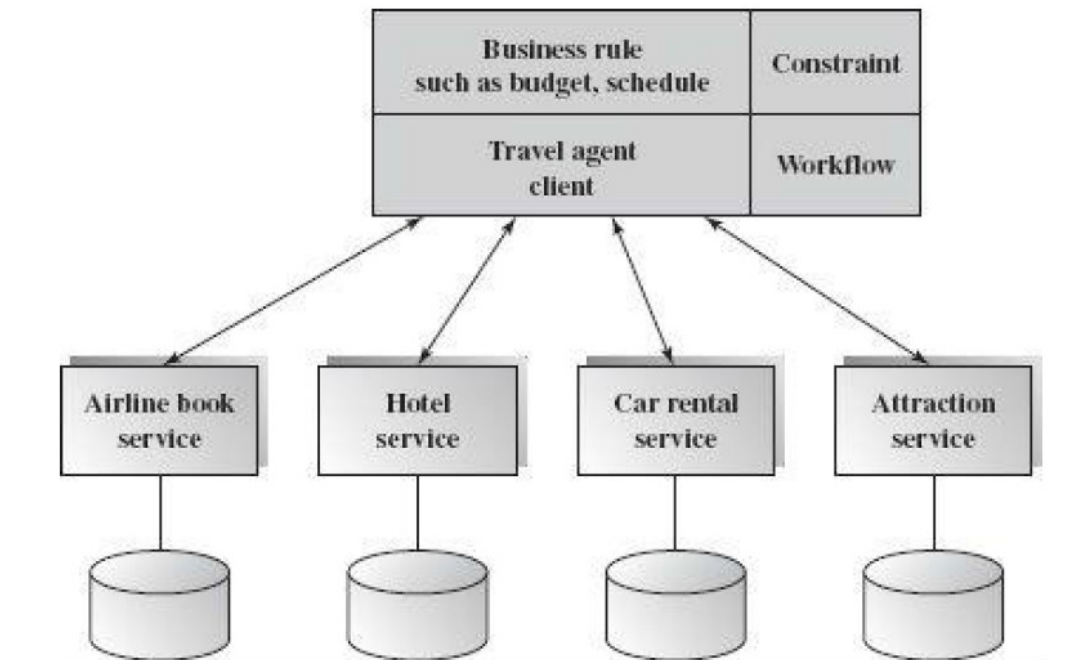 Business rule
such as budget, schedule
Constraint
Travel agent
client
Workflow
Airline book
service
Hotel
service
Car rental
service
Attraction
service